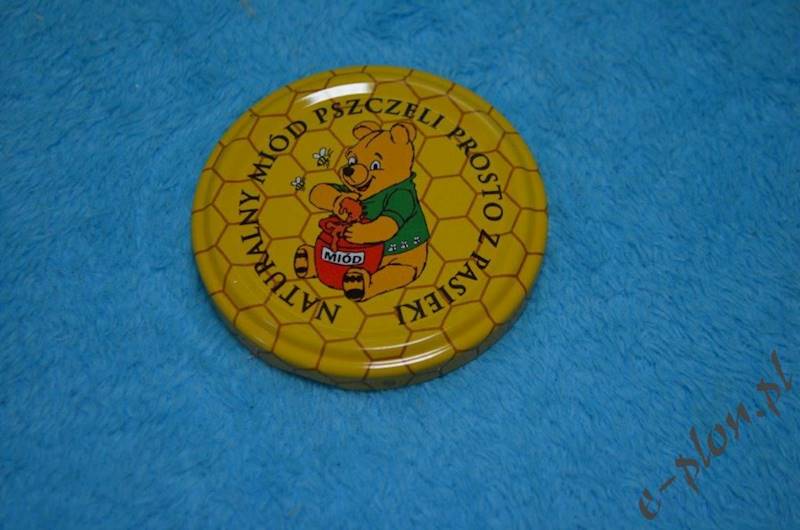 NATURALNY MIÓD PSZCZELI PROSTO Z PASIEKI
MIÓD
e-plon.pl